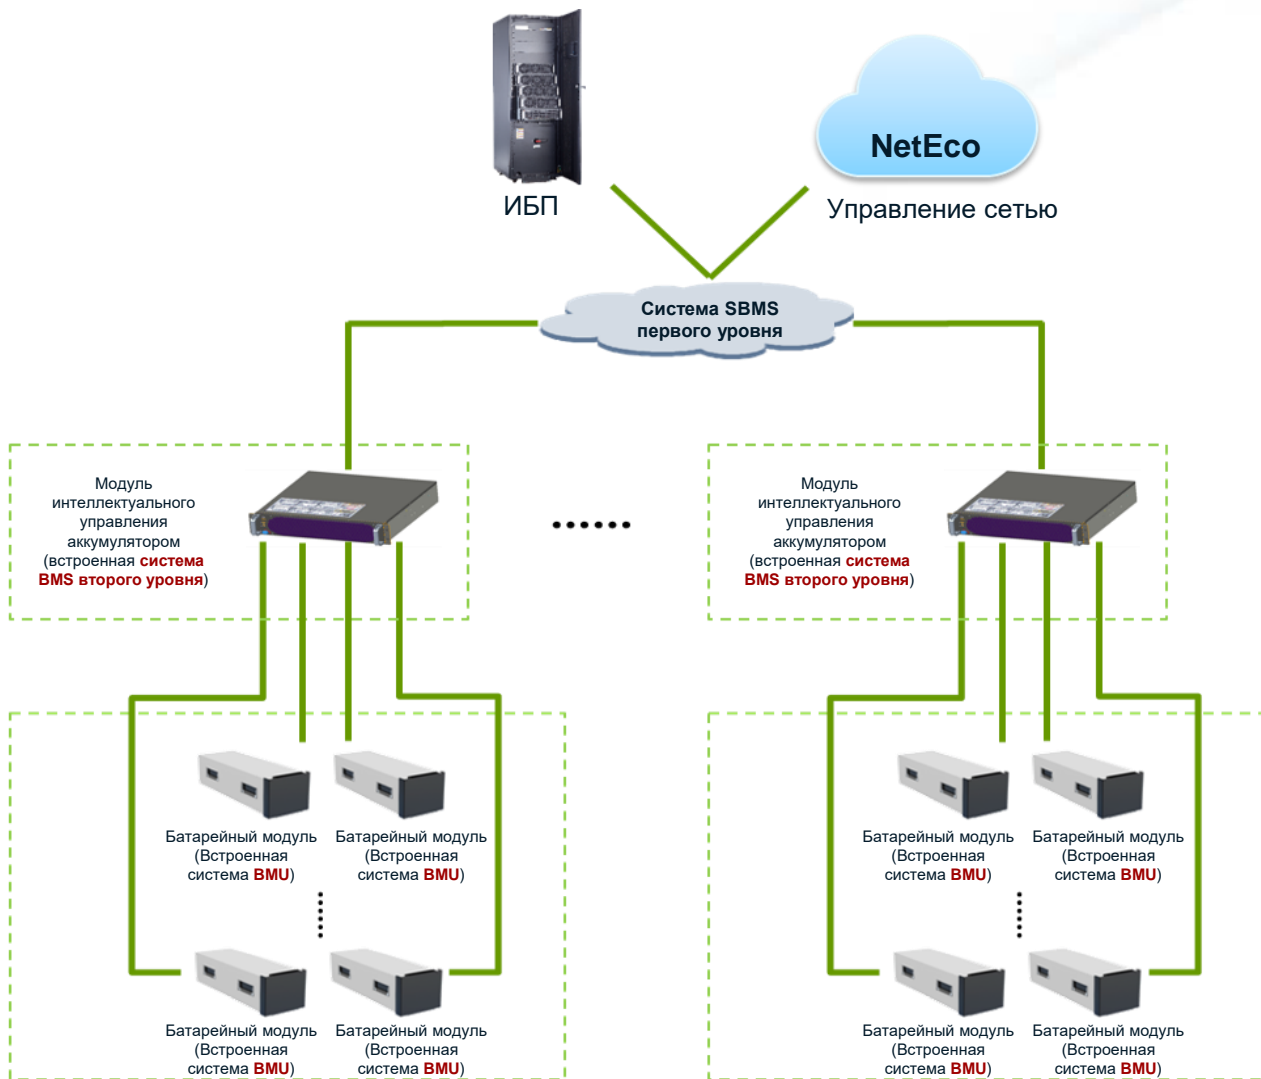 NetEco
ИБП
Управление сетью
Система SBMS
первого уровня
Модуль
интеллектуального
управления
аккумулятором
(встроенная система
BMS второго уровня)
Модуль
интеллектуального
управления
аккумулятором
(встроенная система
BMS второго уровня)
Батарейный модуль
(Встроенная
система BMU)
Батарейный модуль
(Встроенная
система BMU)
Батарейный модуль
(Встроенная
система BMU)
Батарейный модуль
(Встроенная
система BMU)
Батарейный модуль
(Встроенная
система BMU)
Батарейный модуль
(Встроенная
система BMU)
Батарейный модуль
(Встроенная
система BMU)
Батарейный модуль
(Встроенная
система BMU)